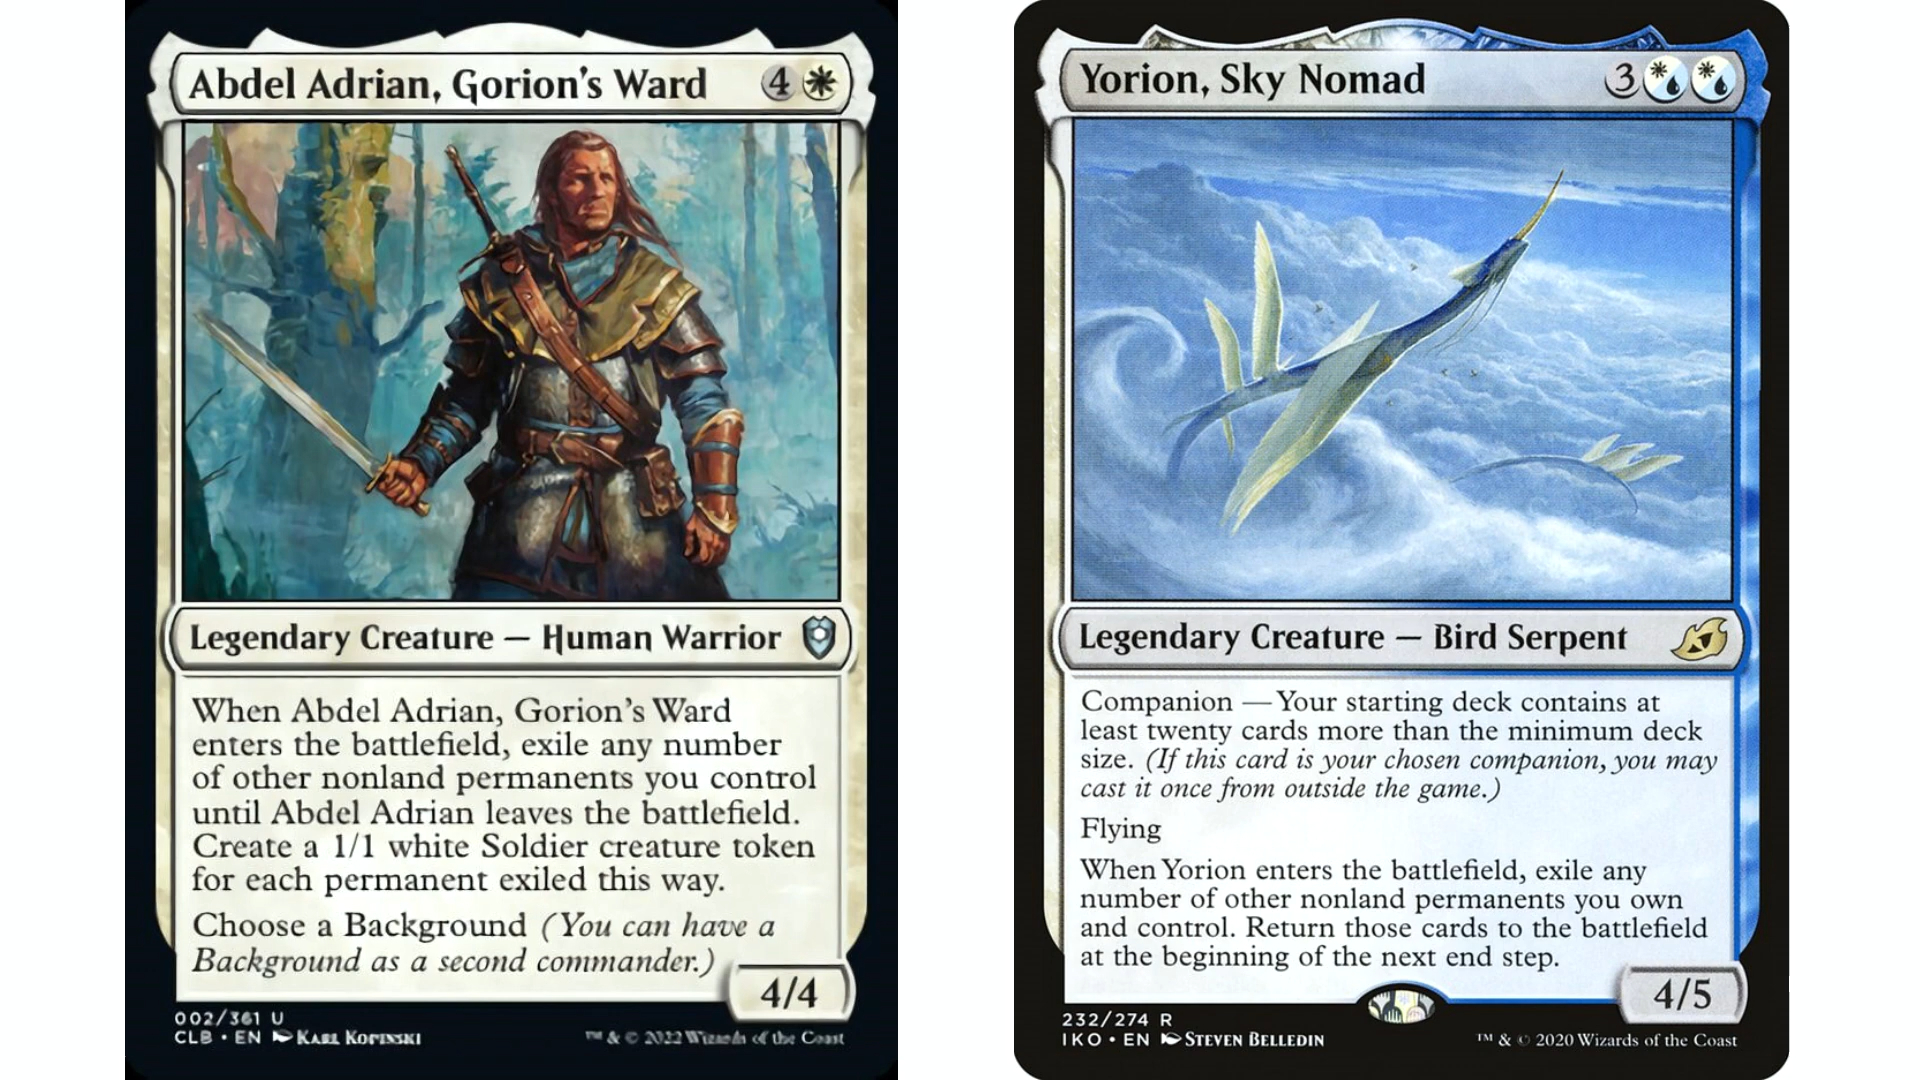 Abdel Adrian, Gorion's Ward 4
Legendary Creature — Human Warrior
When Abdel Adrian, Gorion's Ward
enters the battlefield, exile any number
of other nonland permanents you control
until Abdel Adrian leaves the battlefield.
Create a 1/1 white Soldier creature token
for each permanent exiled this way.
Choose a Background (You can have a
Background as a second commander.)
4/4
002/361 U
CLB • EN Karl Kopinski
™ & © 2022 Wizards of the Coast
Yorion, Sky Nomad 3
Legendary Creature — Bird Serpent
Companion — Your starting deck contains at
least twenty cards more than the minimum deck
size. (If this card is your chosen companion, you may
cast it once from outside the game.)
Flying
When Yorion enters the battlefield, exile any
number of other nonland permanents you own
and control. Return those cards to the battlefield
at the beginning of the next end step.
4/5
232/274 R
IKO • EN Steven Belledin
™ & © 2020 Wizards of the Coast